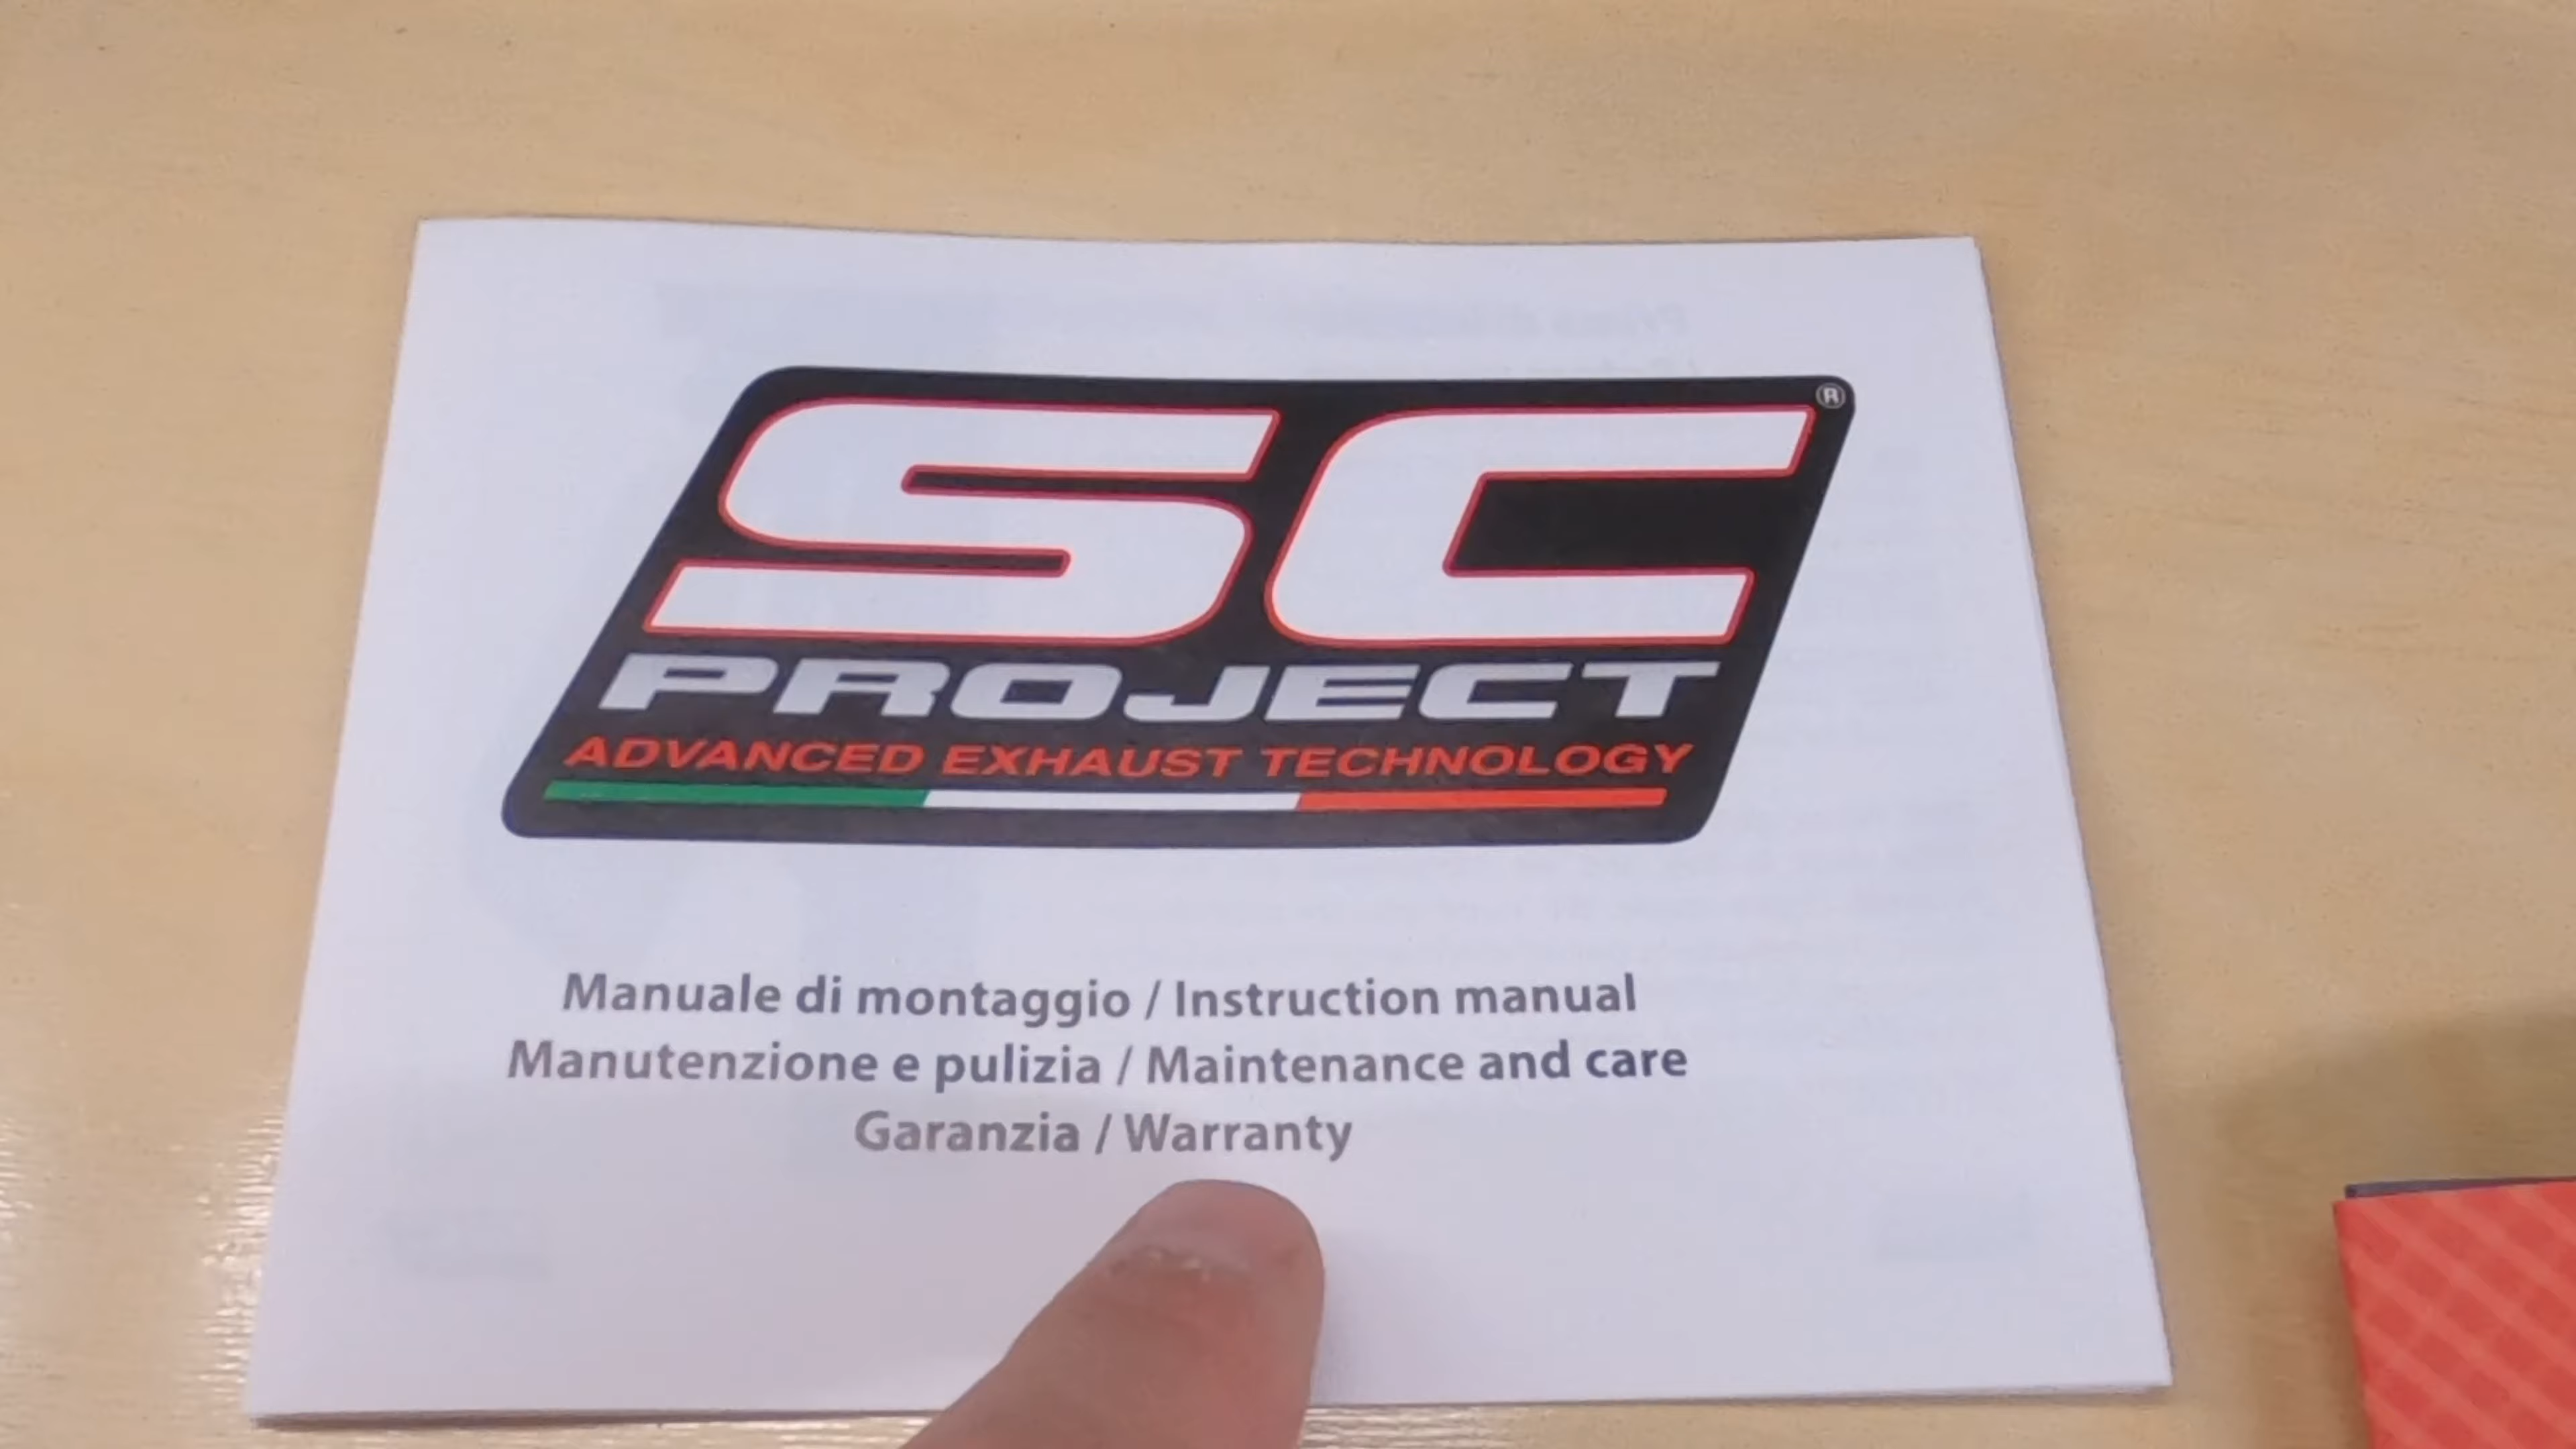 SC
®
PROJECT
ADVANCED EXHAUST TECHNOLOGY
Manuale di montaggio / Instruction manual
Manutenzione e pulizia / Maintenance and care
Garanzia / Warranty